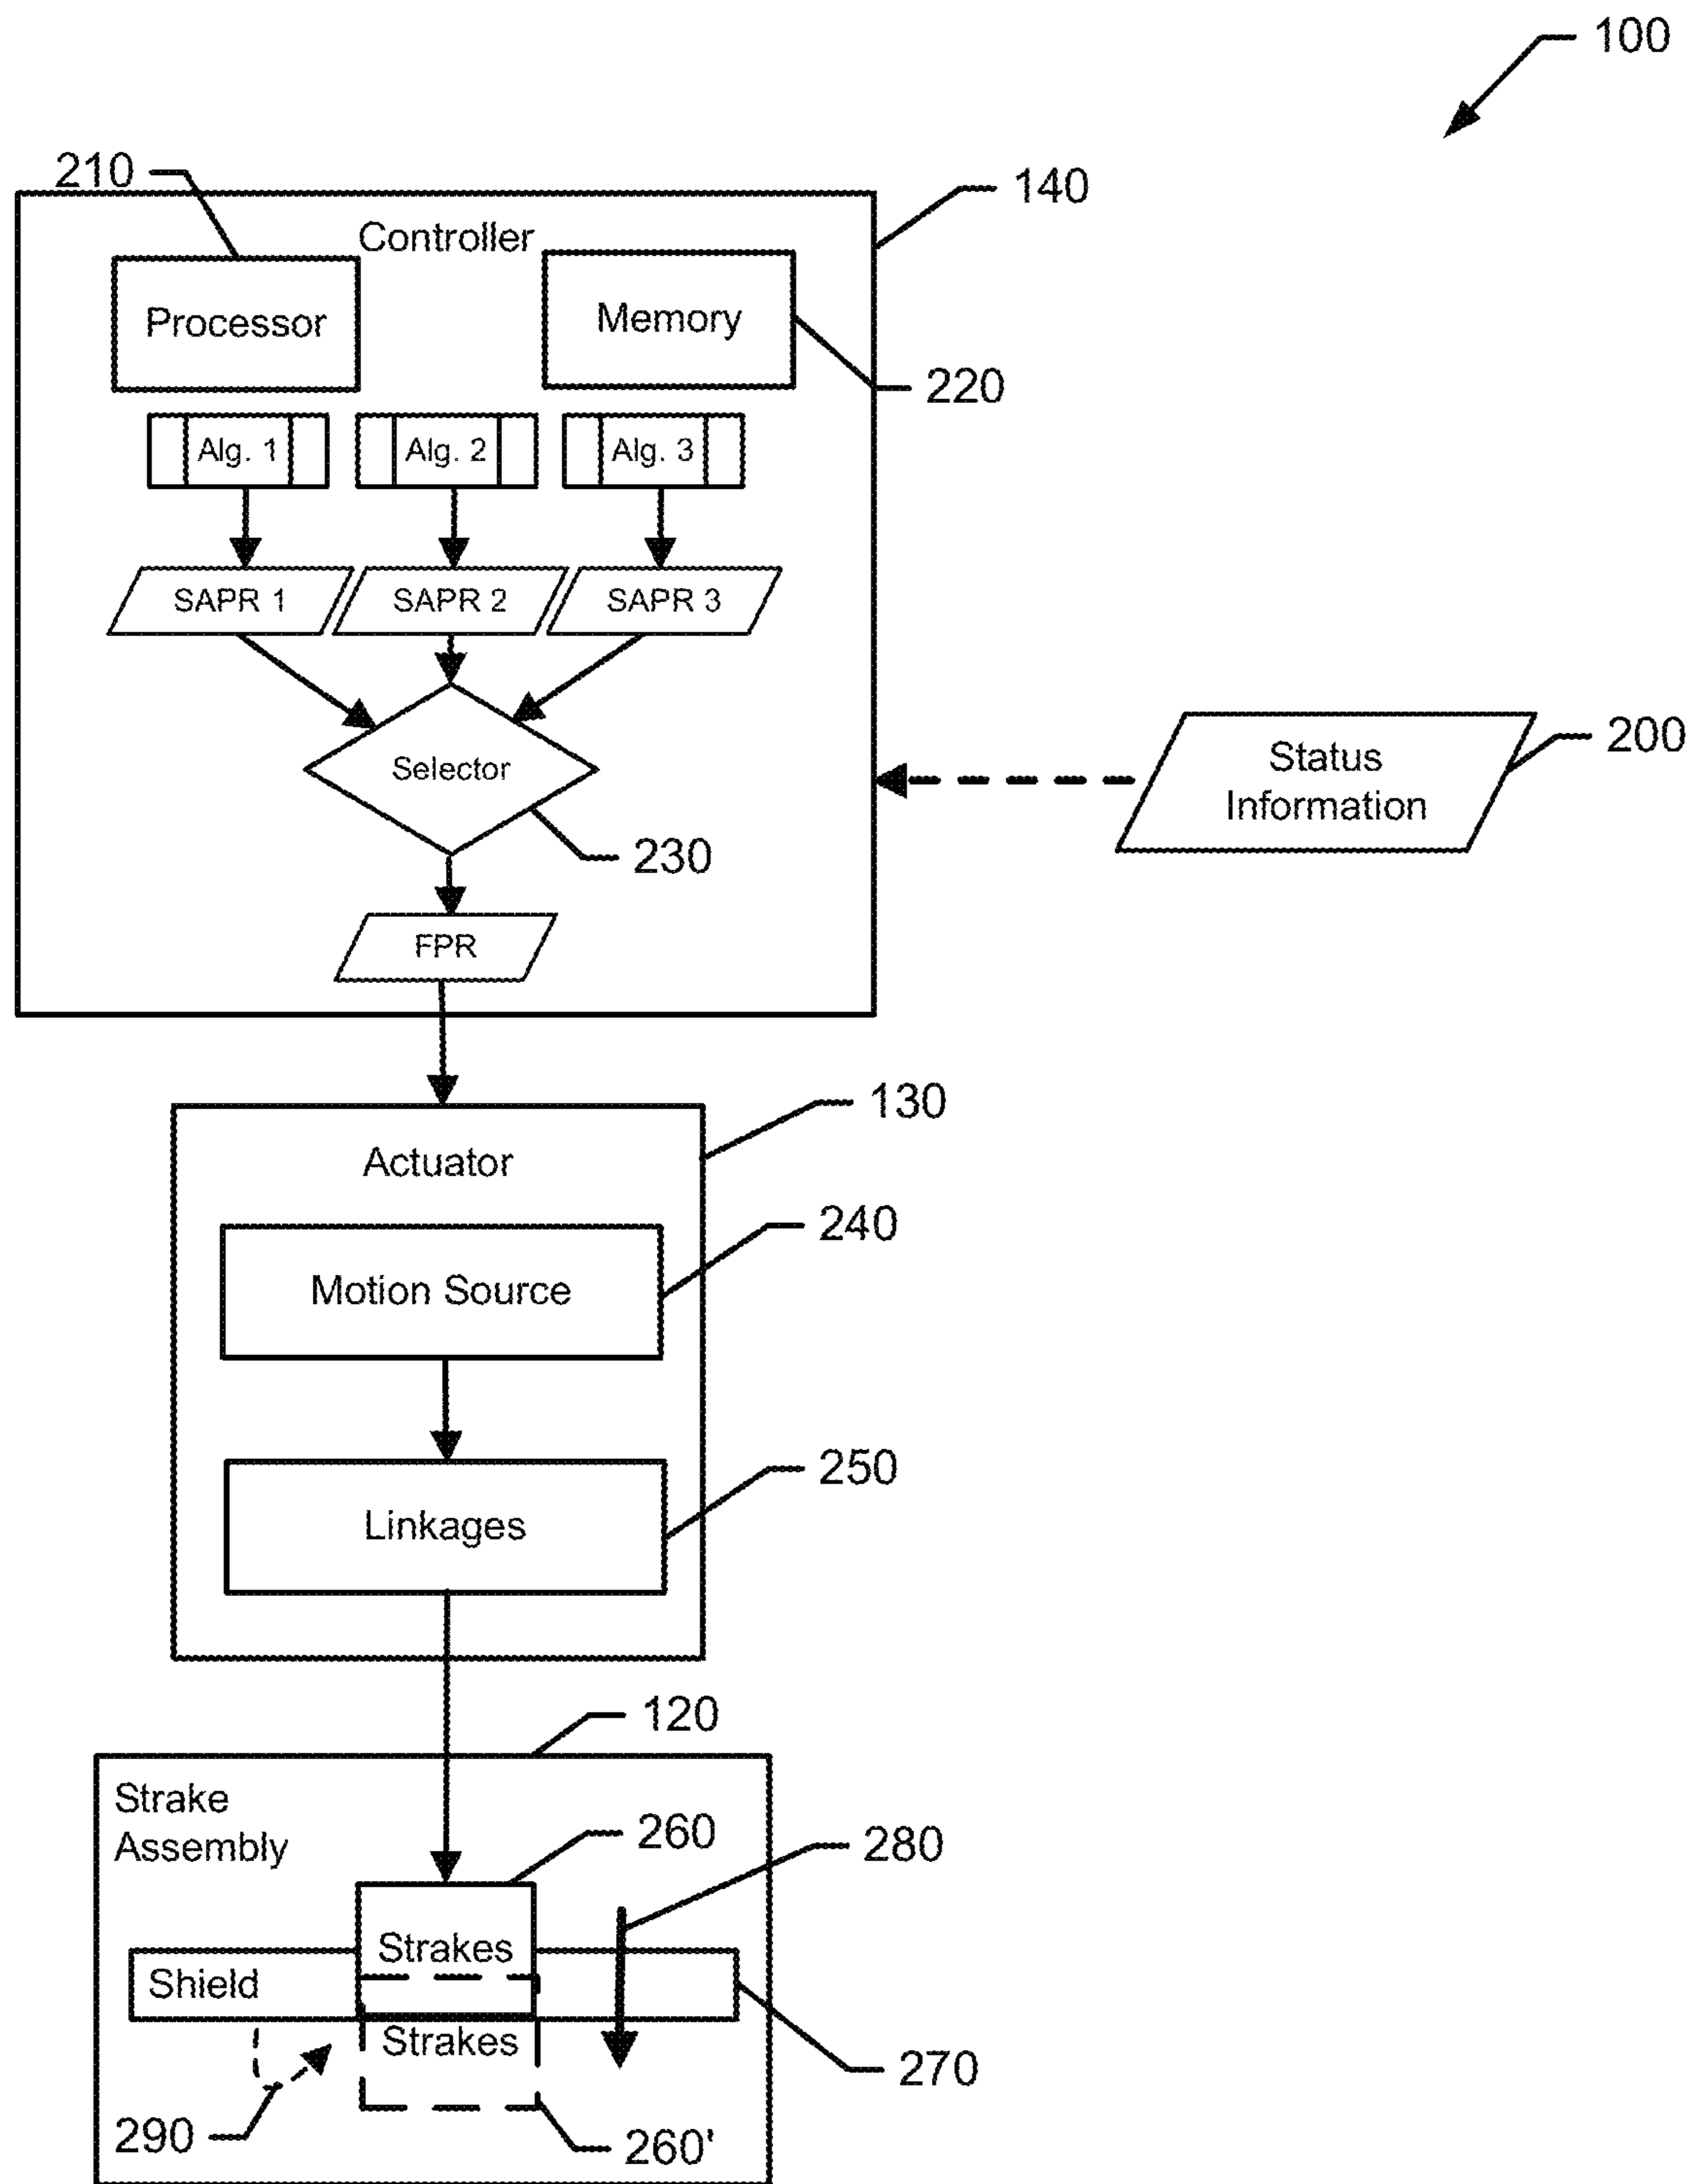 100
210
140
Controller
Processor
Memory
220
Alg. 1
Alg. 2
Alg. 3
SAPR 1
SAPR 2
SAPR 3
Selector
230
Status
Information
200
FPR
130
Actuator
240
Motion Source
250
Linkages
120
Strake
Assembly
260
280
Strakes
Shield
Strakes
270
290
260'